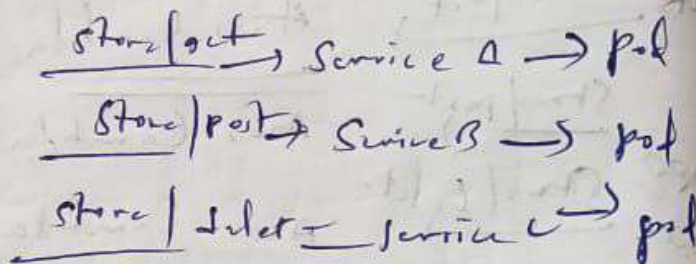 store/get → Service A → pod
store/post → Service B → pod
store/delet - service C → pod